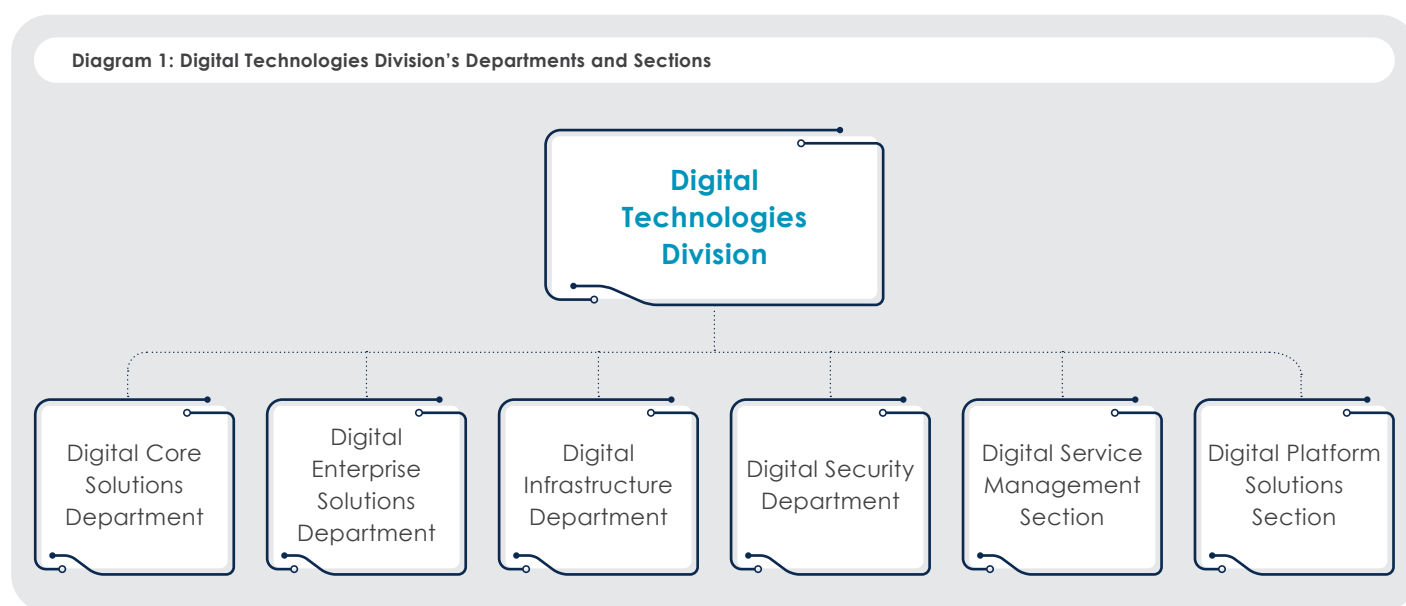 Diagram 1: Digital Technologies Division’s Departments and Sections
Digital
Technologies
Division
Digital Core
Solutions
Department
Digital
Enterprise
Solutions
Department
Digital
Infrastructure
Department
Digital Security
Department
Digital Service
Management
Section
Digital Platform
Solutions
Section